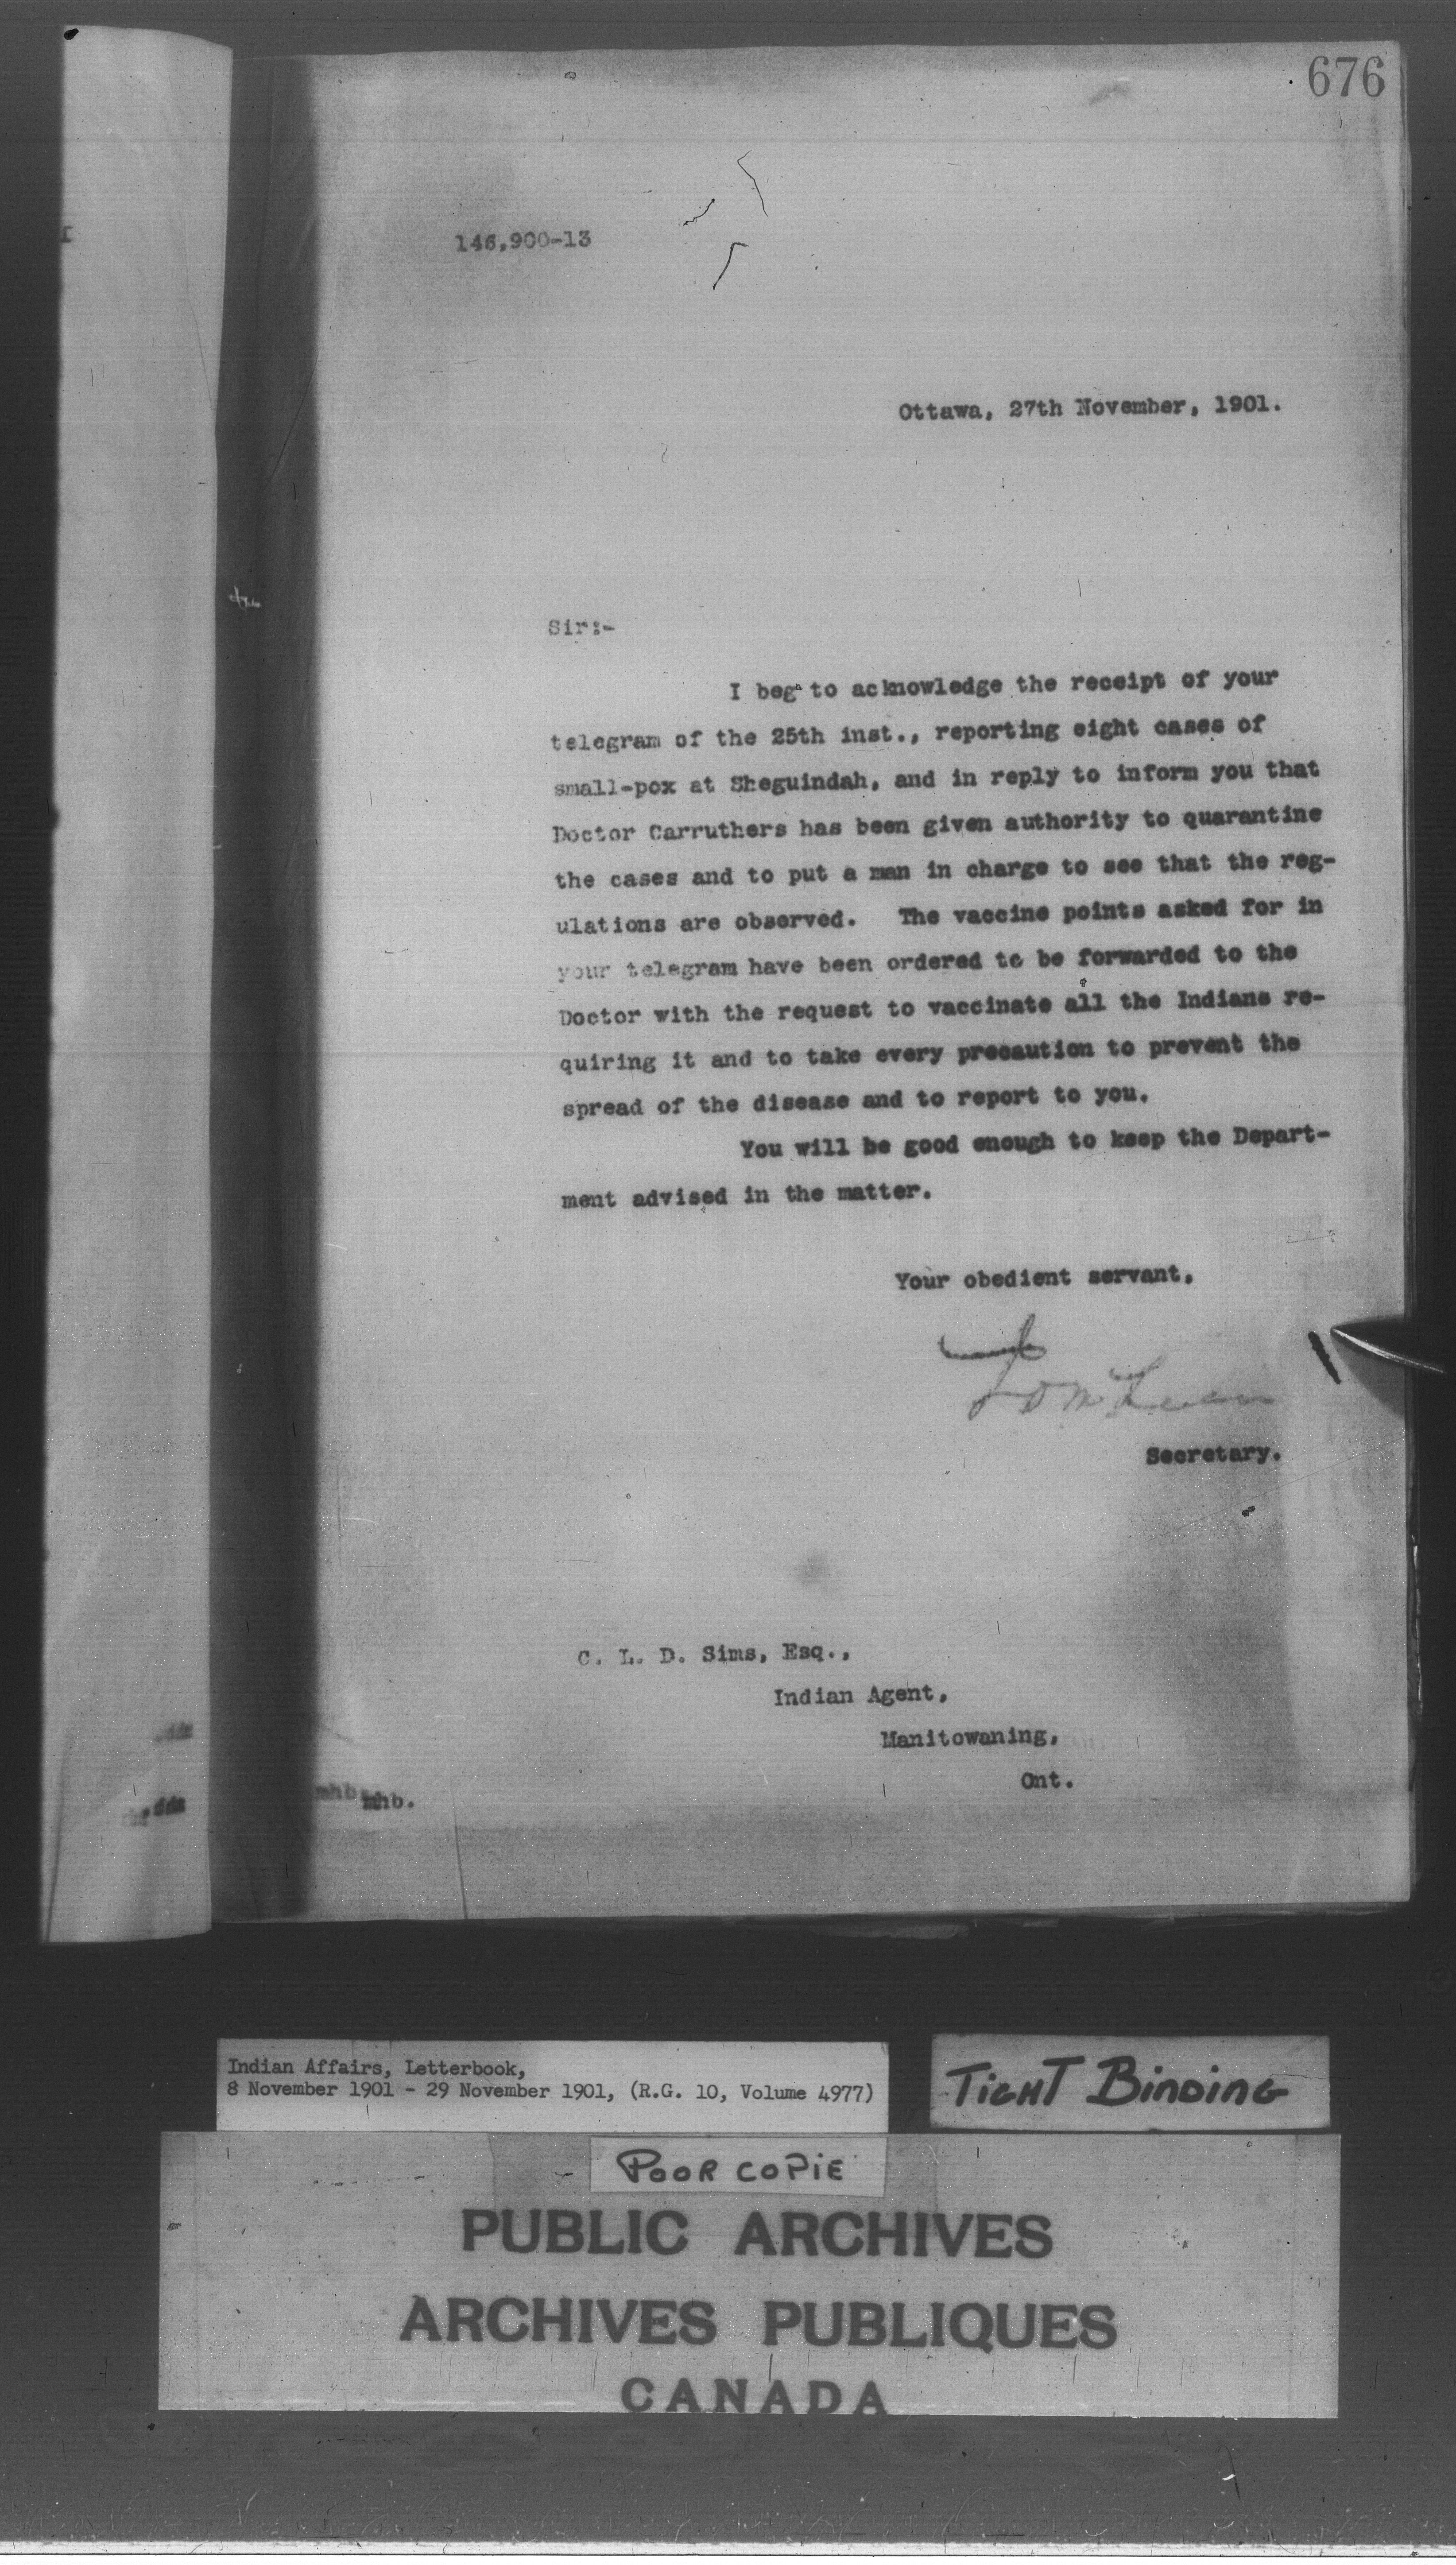 676
146,900-13
Ottawa, 27th November, 1901.
Sir:-
I beg to acknowledge the receipt of your
telegram of the 25th inst., reporting eight cases of
small-pox at Sheguindah, and in reply to inform you that
Doctor Carruthers has been given authority to quarantine
the cases and to put a man in charge to see that the reg-
ulations are observed. The vaccine points asked for in
your telegram have been ordered to be forwarded to the
Doctor with the request to vaccinate all the Indians re-
quiring it and to take every precaution to prevent the
spread of the disease and to report to you.
You will be good enough to keep the Depart-
ment advised in the matter.
Your obedient servant,
J D McLean
Secretary.
C. L. D. Sims, Esq.,
Indian Agent,
Manitowaning,
Ont.
mhb.
Indian Affairs, Letterbook,
8 November 1901 - 29 November 1901, (R.G. 10, Volume 4977)
TIGHT BINDING
POOR COPIE
PUBLIC ARCHIVES
ARCHIVES PUBLIQUES
CANADA